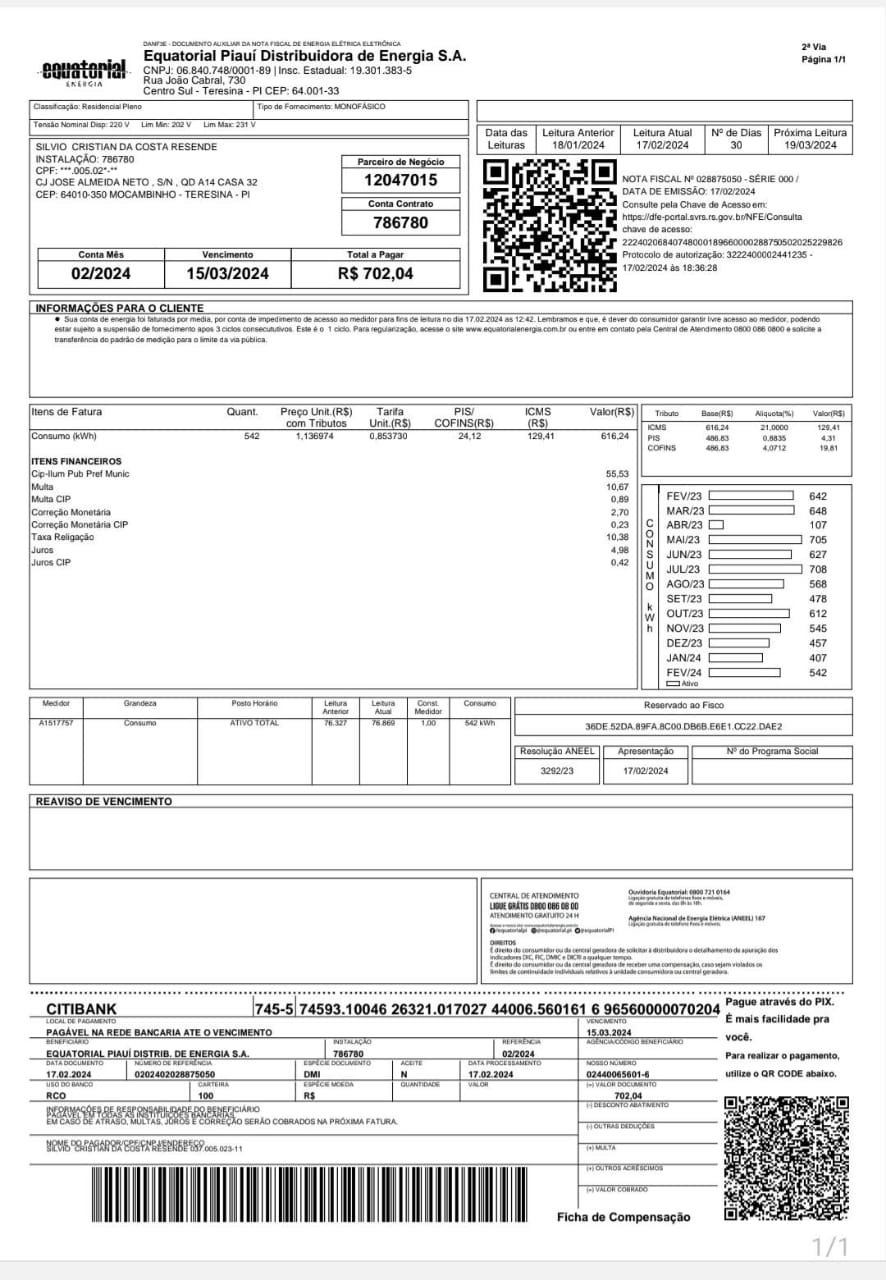 DANF3E - DOCUMENTO AUXILIAR DA NOTA FISCAL DE ENERGIA ELÉTRICA ELETRÔNICA
equatorial
ENERGIA
Equatorial Piauí Distribuidora de Energia S.A.
CNPJ: 06.840.748/0001-89 | Insc. Estadual: 19.301.383-5
Rua João Cabral, 730
Centro Sul - Teresina - PI CEP: 64.001-33
2ª Via
Página 1/1
Classificação: Residencial Pleno Tipo de Fornecimento: MONOFÁSICO
Tensão Nominal Disp: 220 V Lim Min: 202 V Lim Max: 231 V
SILVIO CRISTIAN DA COSTA RESENDE
INSTALAÇÃO: 786780
CPF: ***.005.02*-**
CJ JOSE ALMEIDA NETO , S/N , QD A14 CASA 32
CEP: 64010-350 MOCAMBINHO - TERESINA - PI
Parceiro de Negócio
12047015
Conta Contrato
786780
Conta Mês Vencimento Total a Pagar
02/2024 15/03/2024 R$ 702,04
Data das Leituras Leitura Anterior Leitura Atual Nº de Dias Próxima Leitura
18/01/2024 17/02/2024 30 19/03/2024
NOTA FISCAL Nº 028875050 - SÉRIE 000 /
DATA DE EMISSÃO: 17/02/2024
Consulte pela Chave de Acesso em:
https://dfe-portal.svrs.rs.gov.br/NFE/Consulta
chave de acesso:
22240206840748000189660000288750502025229826
Protocolo de autorização: 3222400002441235 -
17/02/2024 às 18:36:28
INFORMAÇÕES PARA O CLIENTE
● Sua conta de energia foi faturada por media, por conta de impedimento de acesso ao medidor para fins de leitura no dia 17.02.2024 as 12:42. Lembramos e que, é dever do consumidor garantir livre acesso ao medidor, podendo
estar sujeito a suspensão de fornecimento apos 3 ciclos consecututivos. Este é o 1 ciclo. Para regularização, acesse o site www.equatorialenergia.com.br ou entre em contato pela Central de Atendimento 0800 086 0800 e solicite a
transferência do padrão de medição para o limite da via pública.
Itens de Fatura Quant. Preço Unit.(R$) com Tributos Tarifa Unit.(R$) PIS/ COFINS(R$) ICMS (R$) Valor(R$)
Consumo (kWh) 542 1,136974 0,853730 24,12 129,41 616,24
ITENS FINANCEIROS
Cip-Ilum Pub Pref Munic 55,53
Multa 10,67
Multa CIP 0,89
Correção Monetária 2,70
Correção Monetária CIP 0,23
Taxa Religação 10,38
Juros 4,98
Juros CIP 0,42
Tributo Base(R$) Aliquota(%) Valor(R$)
ICMS 616,24 21,0000 129,41
PIS 486,83 0,8835 4,31
COFINS 486,83 4,0712 19,81
CONSUMO kWh
FEV/23 642
MAR/23 648
ABR/23 107
MAI/23 705
JUN/23 627
JUL/23 708
AGO/23 568
SET/23 478
OUT/23 612
NOV/23 545
DEZ/23 457
JAN/24 407
FEV/24 542
Ativo
Medidor Grandeza Posto Horário Leitura Anterior Leitura Atual Const. Medidor Consumo
A1517757 Consumo ATIVO TOTAL 76.327 76.869 1,00 542 kWh
Reservado ao Fisco
36DE.52DA.89FA.8C00.DB6B.E6E1.CC22.DAE2
Resolução ANEEL Apresentação Nº do Programa Social
3292/23 17/02/2024
REAVISO DE VENCIMENTO
CENTRAL DE ATENDIMENTO
LIGUE GRÁTIS 0800 086 08 00
ATENDIMENTO GRATUITO 24 H
Ouvidoria Equatorial: 0800 721 0164
Ligação gratuita de telefones fixos e móveis,
de segunda a sexta, das 8h às 18h.
Agência Nacional de Energia Elétrica (ANEEL) 167
Ligação gratuita de telefones fixos e móveis.
DIREITOS
É direito do consumidor ou da central geradora de solicitar à distribuidora o detalhamento da apuração dos
indicadores DIC, FIC, DMIC e DICRI a qualquer tempo.
É direito do consumidor ou da central geradora de receber uma compensação, caso sejam violados os
limites de continuidade individuais relativos à unidade consumidora ou central geradora.
CITIBANK 745-5 74593.10046 26321.017027 44006.560161 6 96560000070204
Pague através do PIX.
É mais facilidade pra
você.
Para realizar o pagamento,
utilize o QR CODE abaixo.
LOCAL DE PAGAMENTO VENCIMENTO
PAGÁVEL NA REDE BANCARIA ATE O VENCIMENTO 15.03.2024
BENEFICIÁRIO INSTALAÇÃO REFERÊNCIA AGÊNCIA/CÓDIGO BENEFICIÁRIO
EQUATORIAL PIAUÍ DISTRIB. DE ENERGIA S.A. 786780 02/2024
DATA DOCUMENTO NÚMERO DE REFERÊNCIA ESPÉCIE DOCUMENTO ACEITE DATA PROCESSAMENTO NOSSO NÚMERO
17.02.2024 0202402028875050 DMI N 17.02.2024 02440065601-6
USO DO BANCO CARTEIRA ESPÉCIE MOEDA QUANTIDADE VALOR (=) VALOR DOCUMENTO
RCO 100 R$ 702,04
INFORMAÇÕES DE RESPONSABILIDADE DO BENEFICIÁRIO
PAGÁVEL EM TODAS AS INSTITUIÇÕES BANCÁRIAS.
EM CASO DE ATRASO, MULTAS, JUROS E CORREÇÃO SERÃO COBRADOS NA PRÓXIMA FATURA.
(-) DESCONTO ABATIMENTO
(-) OUTRAS DEDUÇÕES
NOME DO PAGADOR/CPF/CNPJ/ENDEREÇO
SILVIO CRISTIAN DA COSTA RESENDE 037.005.023-11
(+) MULTA
(+) OUTROS ACRÉSCIMOS
(=) VALOR COBRADO
Ficha de Compensação
1/1